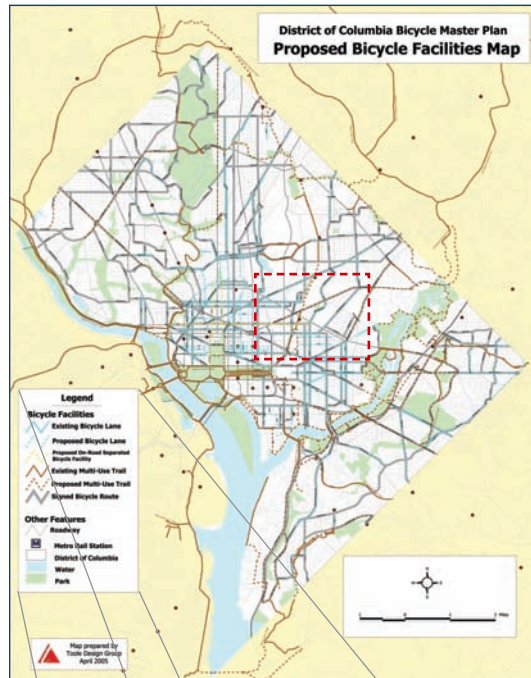 District of Columbia Bicycle Master Plan
Proposed Bicycle Facilities Map
Legend
Bicycle Facilities
Existing Bicycle Lane
Proposed Bicycle Lane
Proposed On-Road Separated
Bicycle Facility
Existing Multi-Use Trail
Proposed Multi-Use Trail
Signed Bicycle Route
Other Features
Roadway
Metro Rail Station
District of Columbia
Water
Park
Map prepared by
Toole Design Group
April 2005